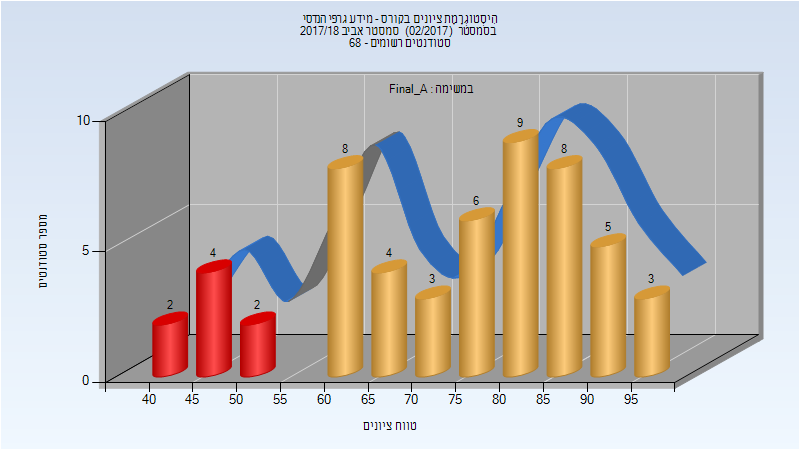 היסטוגרמת ציונים בקורס - מידע גרפי הנדסי
בסמסטר (02/2017) סמסטר אביב 2017/18
סטודנטים רשומים - 68
במשימה : Final_A
מספר סטודנטים
10
5
0
2
4
2
8
4
3
6
9
8
5
3
40 45 50 55 60 65 70 75 80 85 90 95
טווח ציונים